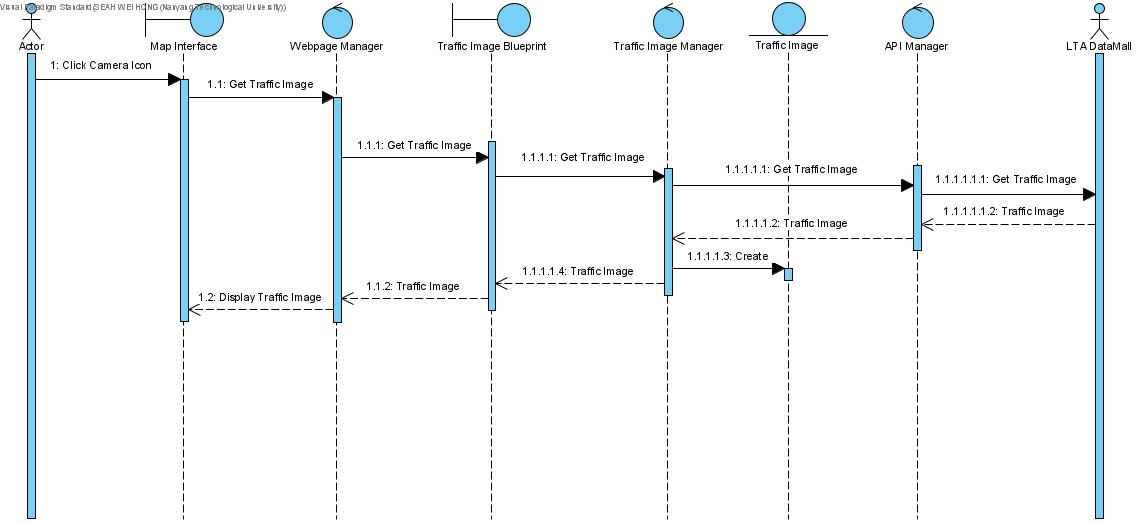 Visual Paradigm Standard(SEAH WEI HONG(Nanyang Technological University))
Actor
Map Interface
Webpage Manager
Traffic Image Blueprint
Traffic Image Manager
Traffic Image
API Manager
LTA DataMall
1: Click Camera Icon
1.1: Get Traffic Image
1.1.1: Get Traffic Image
1.1.1.1: Get Traffic Image
1.1.1.1.1: Get Traffic Image
1.1.1.1.1.1: Get Traffic Image
1.1.1.1.1.2: Traffic Image
1.1.1.1.2: Traffic Image
1.1.1.1.3: Create
1.1.1.1.4: Traffic Image
1.1.2: Traffic Image
1.2: Display Traffic Image